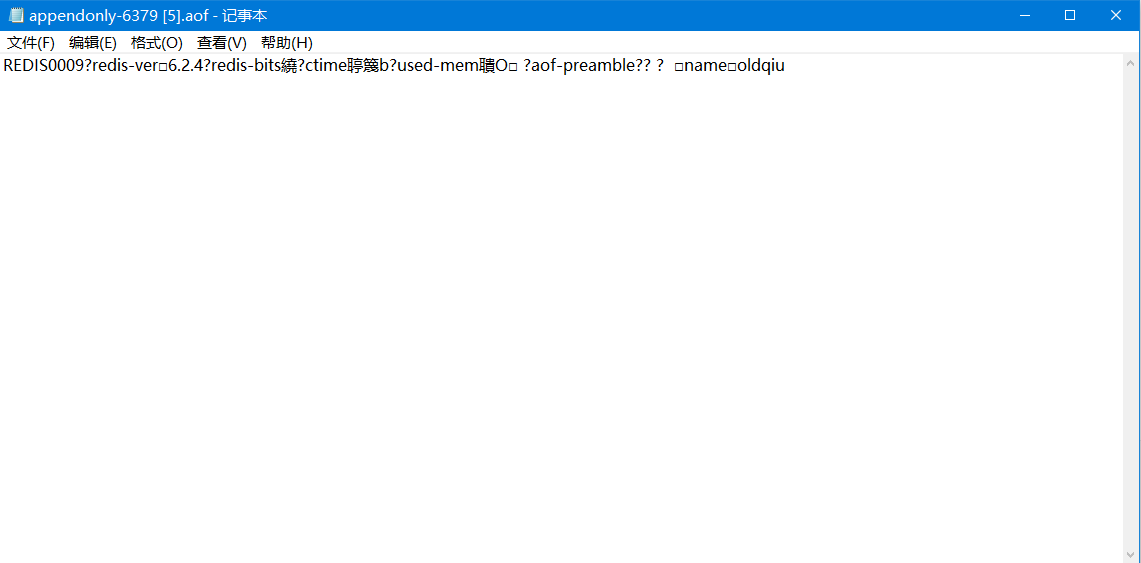 appendonly-6379 [5].aof - 记事本
文件(F) 编辑(E) 格式(O) 查看(V) 帮助(H)
REDIS0009?redis-ver□6.2.4?redis-bits繞?ctime聤篾b?used-mem聵O□ ?aof-preamble?? ?  □name□oldqiu